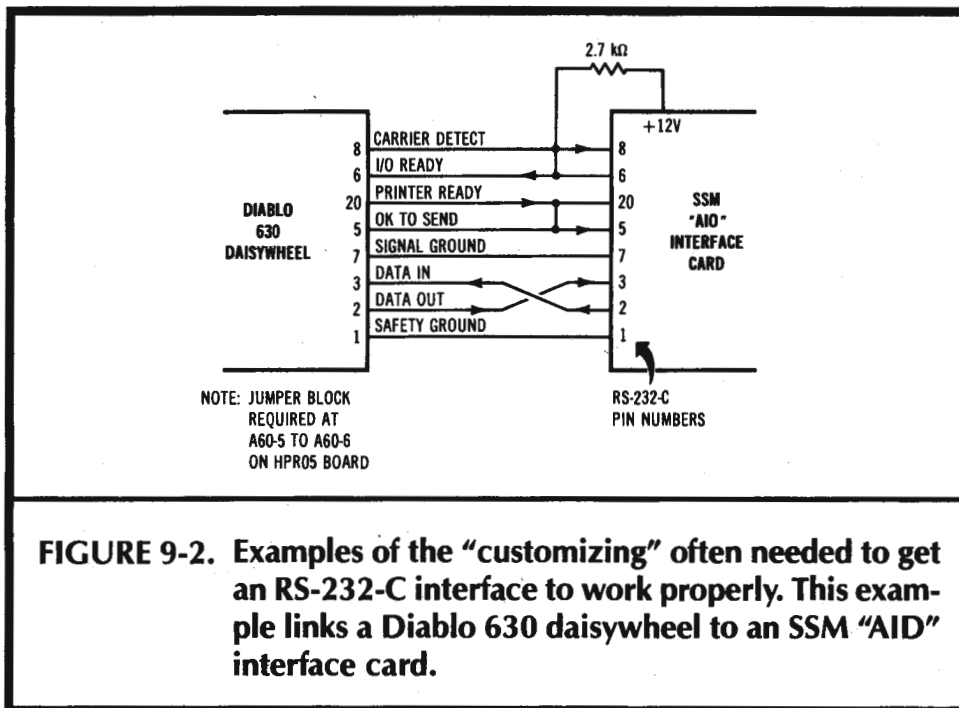 2.7 kΩ
+12V
8 CARRIER DETECT 8
6 I/O READY 6
20 PRINTER READY 20
5 OK TO SEND 5
7 SIGNAL GROUND 7
3 DATA IN 3
2 DATA OUT 2
1 SAFETY GROUND 1
DIABLO
630
DAISYWHEEL
SSM
"AIO"
INTERFACE
CARD
NOTE: JUMPER BLOCK
REQUIRED AT
A60-5 TO A60-6
ON HPR05 BOARD
RS-232-C
PIN NUMBERS
FIGURE 9-2. Examples of the “customizing” often needed to get
an RS-232-C interface to work properly. This exam-
ple links a Diablo 630 daisywheel to an SSM “AID”
interface card.